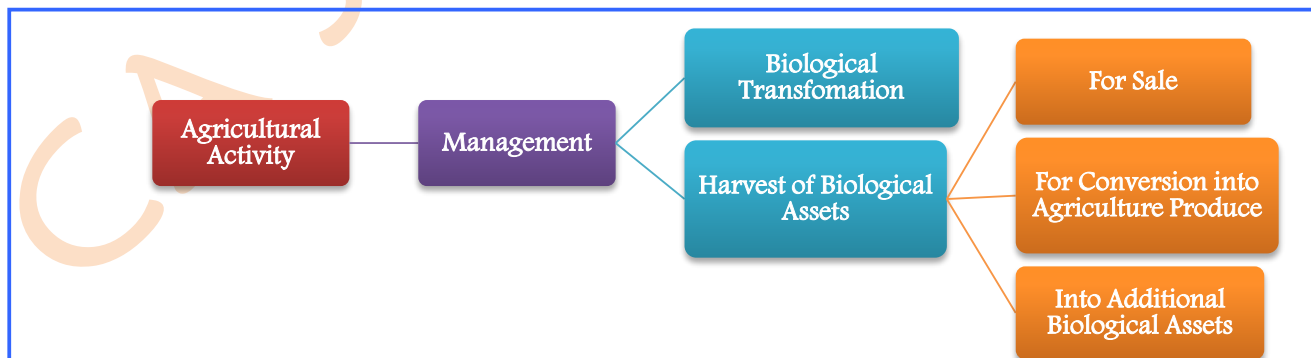 Agricultural
Activity
Management
Biological
Transfomation
Harvest of Biological
Assets
For Sale
For Conversion into
Agriculture Produce
Into Additional
Biological Assets